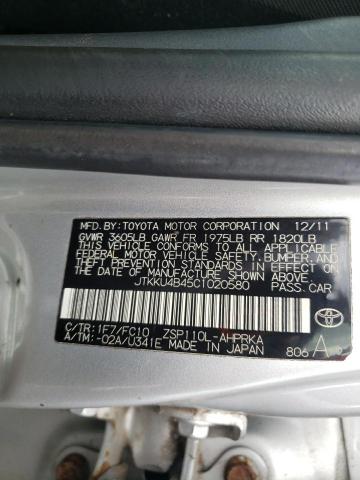 MFD.BY:TOYOTA MOTOR CORPORATION 12/11
GVWR 3605LB GAWR FR 1975LB RR 1820LB
THIS VEHICLE CONFORMS TO ALL APPLICABLE
FEDERAL MOTOR VEHICLE SAFETY,BUMPER,AND
THEFT PREVENTION STANDARDS IN EFFECT ON
THE DATE OF MANUFACTURE SHOWN ABOVE.
JTKKU4B45C1020580 PASS.CAR
C/TR:1F7/FC10 ZSP110L-AHPRKA
A/TM:-02A/U341E MADE IN JAPAN 806 A
TOYOTA